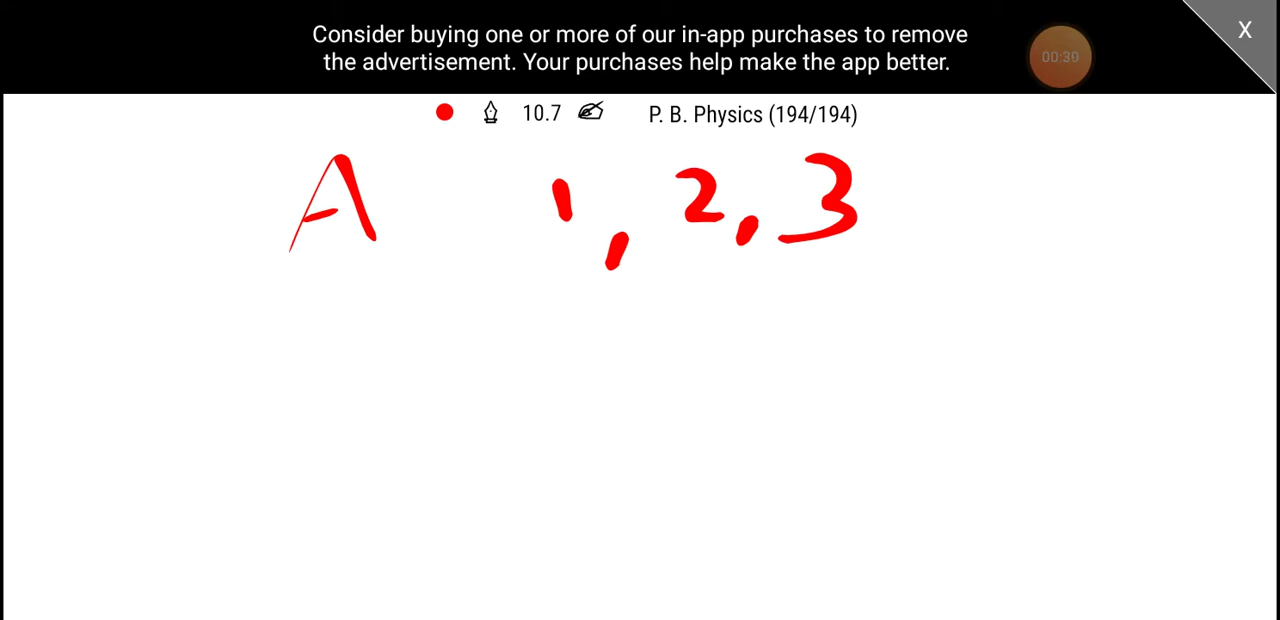 Consider buying one or more of our in-app purchases to remove
the advertisement. Your purchases help make the app better.
X
00:39
10.7 P. B. Physics (194/194)
A 1, 2, 3